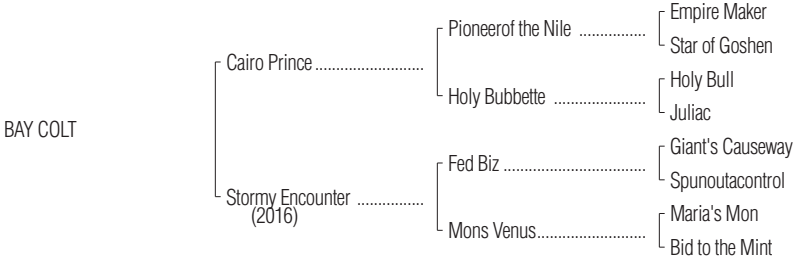 Empire Maker
Pioneerof the Nile ................
Star of Goshen
Cairo Prince ..........................
Holy Bull
Holy Bubbette ......................
Juliac
BAY COLT
Giant's Causeway
Fed Biz ..................................
Spunoutacontrol
Stormy Encounter ................
(2016)
Maria's Mon
Mons Venus..........................
Bid to the Mint